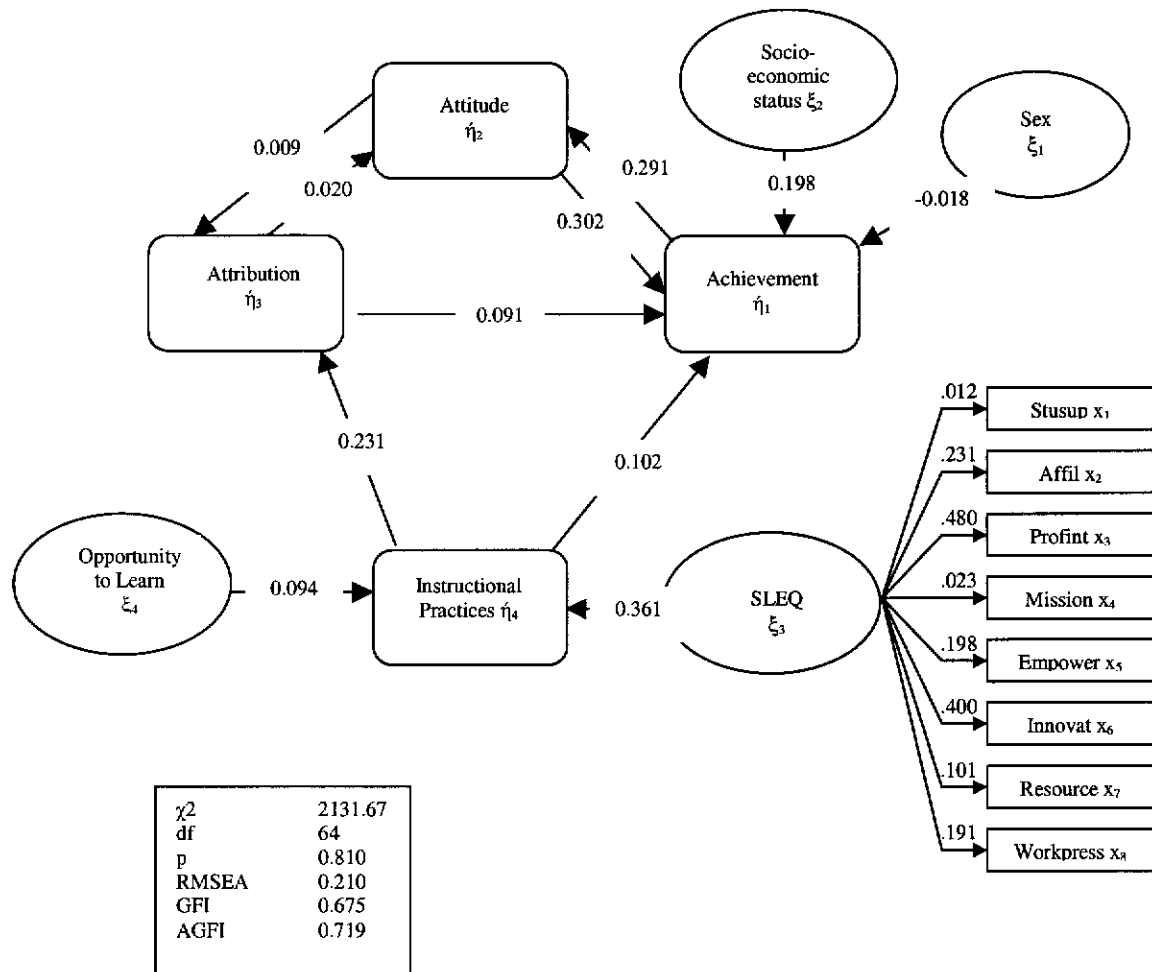 Attitude
ή₂
Socio-
economic
status ξ₂
Sex
ξ₁
0.009
0.020
0.291
0.302
0.198
-0.018
Attribution
ή₃
Achievement
ή₁
0.091
0.231
0.102
Opportunity
to Learn
ξ₄
0.094
Instructional
Practices ή₄
0.361
SLEQ
ξ₃
.012
Stusup x₁
.231
Affil x₂
.480
Profint x₃
.023
Mission x₄
.198
Empower x₅
.400
Innovat x₆
.101
Resource x₇
.191
Workpress x₈
χ2 2131.67
df 64
p 0.810
RMSEA 0.210
GFI 0.675
AGFI 0.719